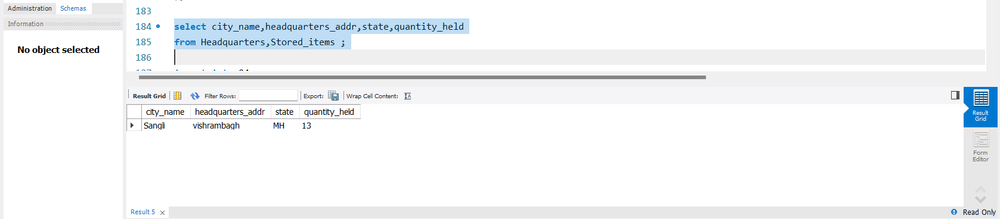 Administration Schemas
Information
No object selected
183
184 select city_name,headquarters_addr,state,quantity_held
185 from Headquarters,Stored_items ;
186
Result Grid Filter Rows: Export: Wrap Cell Content:
city_name headquarters_addr state quantity_held
Sangli vishrambagh MH 13
Result Grid
Form Editor
Result 5 ×
Read Only